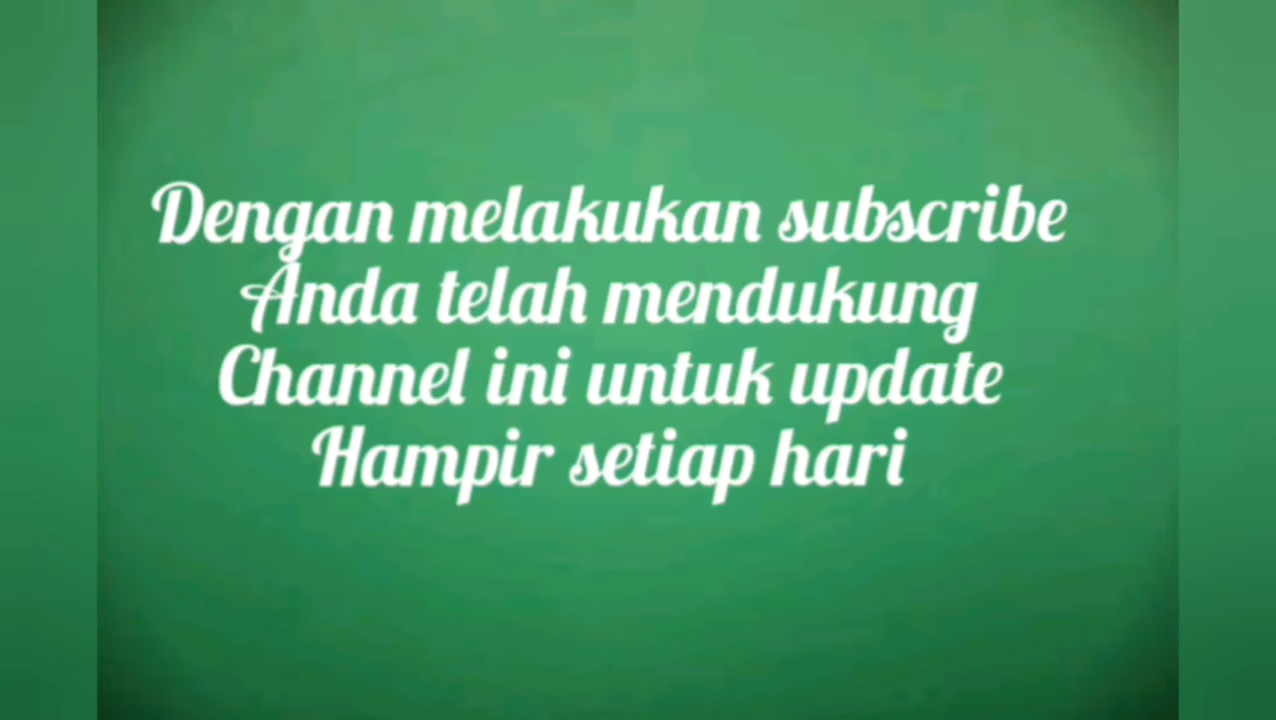 Dengan melakukan subscribe
Anda telah mendukung
Channel ini untuk update
Hampir setiap hari